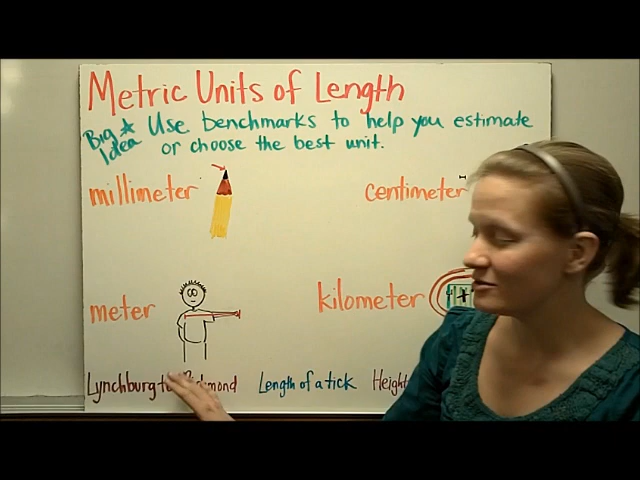 Metric Units of Length
Big Idea
Use benchmarks to help you estimate
or choose the best unit.
millimeter
centimeter
meter
kilometer
Lynchburg to Richmond
Length of a tick
Height